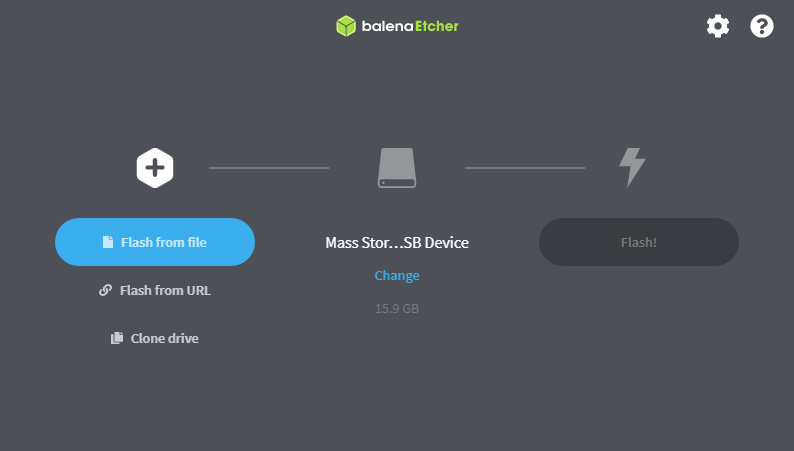 balenaEtcher
Flash from file
Flash from URL
Clone drive
Mass Stor...SB Device
Change
15.9 GB
Flash!